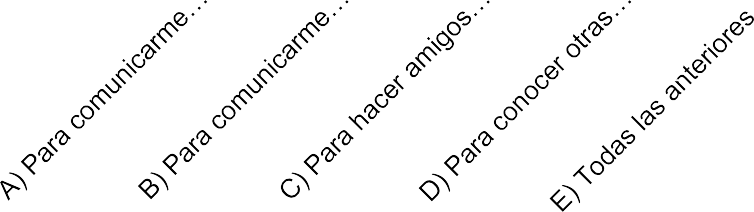 A) Para comunicarme...
B) Para comunicarme...
C) Para hacer amigos...
D) Para conocer otras...
E) Todas las anteriores